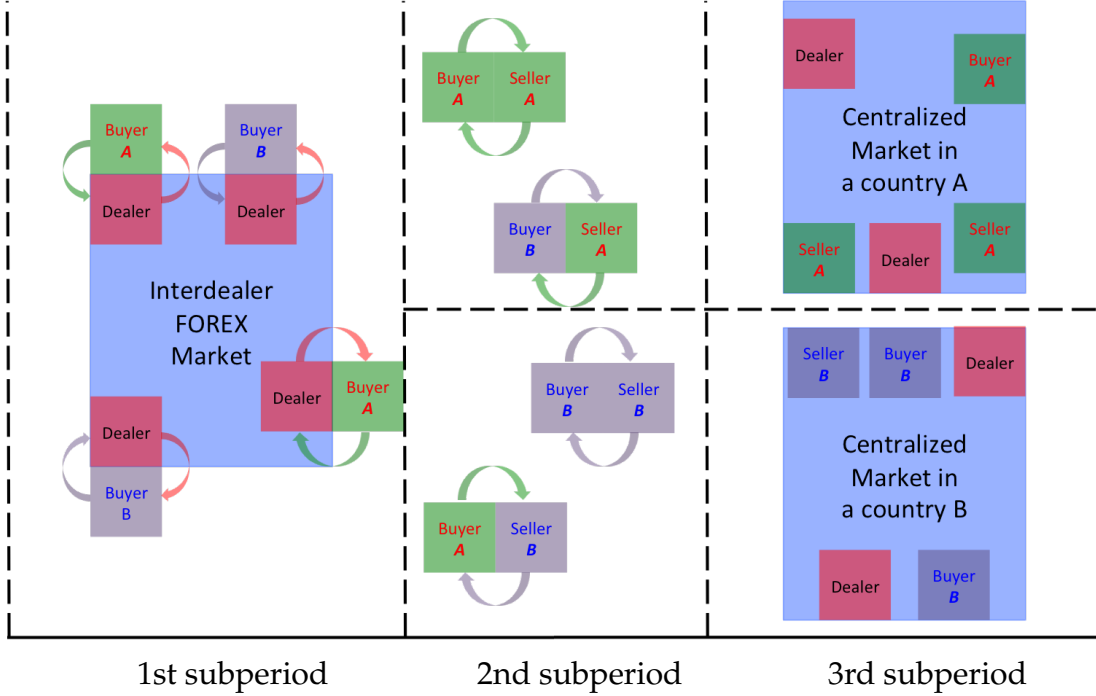 Buyer
A
Dealer
Buyer
B
Dealer
Interdealer
FOREX
Market
Dealer
Buyer
A
Dealer
Buyer
B
Buyer
A
Seller
A
Buyer
B
Seller
A
Buyer
B
Seller
B
Buyer
A
Seller
B
Dealer
Buyer
A
Centralized
Market in
a country A
Seller
A
Dealer
Seller
A
Seller
B
Buyer
B
Dealer
Centralized
Market in
a country B
Dealer
Buyer
B
1st subperiod
2nd subperiod
3rd subperiod